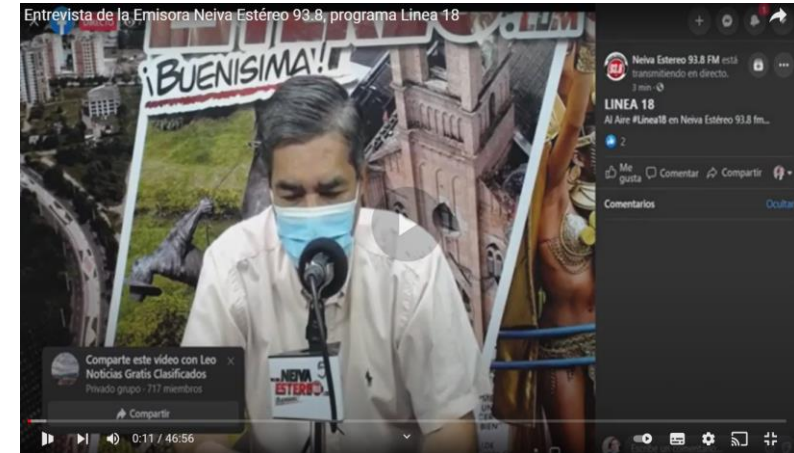 Entrevista de la Emisora Neiva Estéreo 93.8, programa Linea 18
¡BUENISIMA!!
Neiva Estereo 93.8 FM está
transmitiendo en directo.
3 min
LINEA 18
Al Aire #Linea18 en Neiva Estéreo 93.8 fm...
2
Me
gusta
Comentar
Compartir
Comentarios
Ocultar
Comparte este vídeo con Leo
Noticias Gratis Clasificados
Privado grupo · 717 miembros
Compartir
NEIVA
ESTEREO
0:11 / 46:56